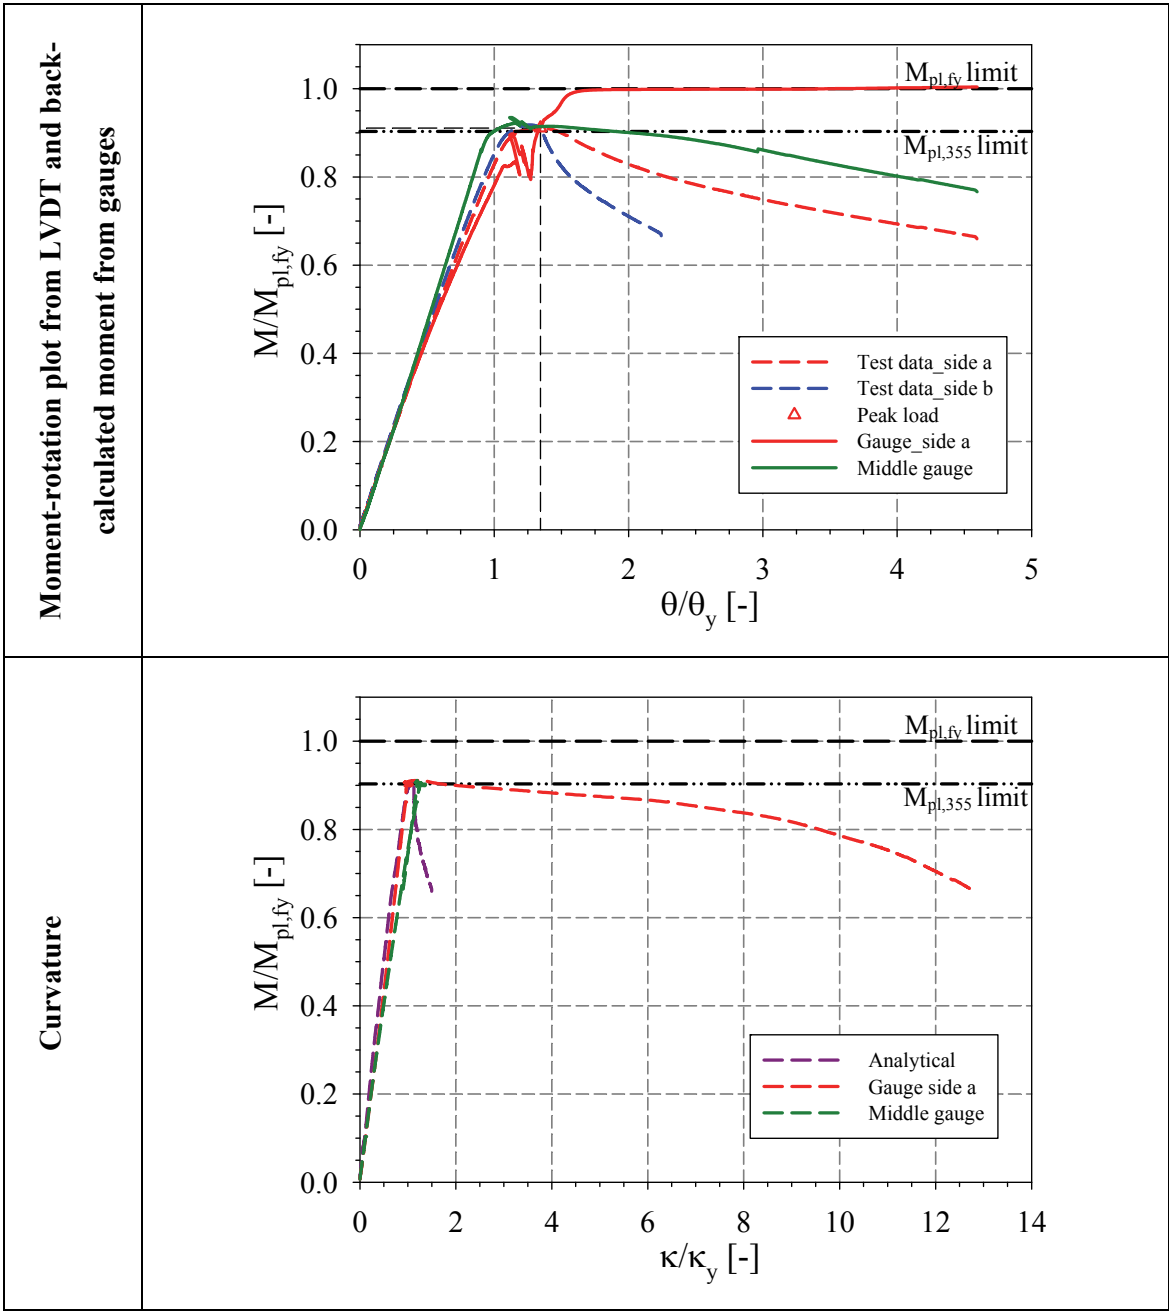 Moment-rotation plot from LVDT and back-
calculated moment from gauges
M/Mpl,fy [-]
1.0
0.8
0.6
0.4
0.2
0.0
Mpl,fy limit
Mpl,355 limit
Test data_side a
Test data_side b
Peak load
Gauge_side a
Middle gauge
0 1 2 3 4 5
θ/θy [-]
Curvature
M/Mpl,fy [-]
1.0
0.8
0.6
0.4
0.2
0.0
Mpl,fy limit
Mpl,355 limit
Analytical
Gauge side a
Middle gauge
0 2 4 6 8 10 12 14
κ/κy [-]